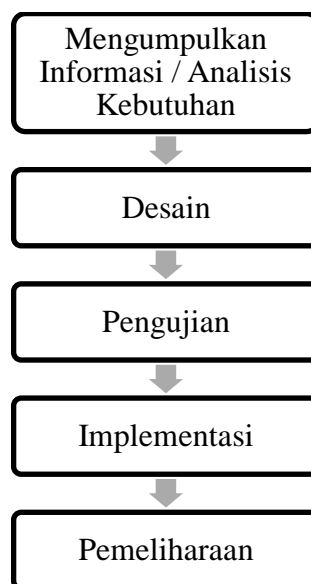 Mengumpulkan
Informasi / Analisis
Kebutuhan
Desain
Pengujian
Implementasi
Pemeliharaan